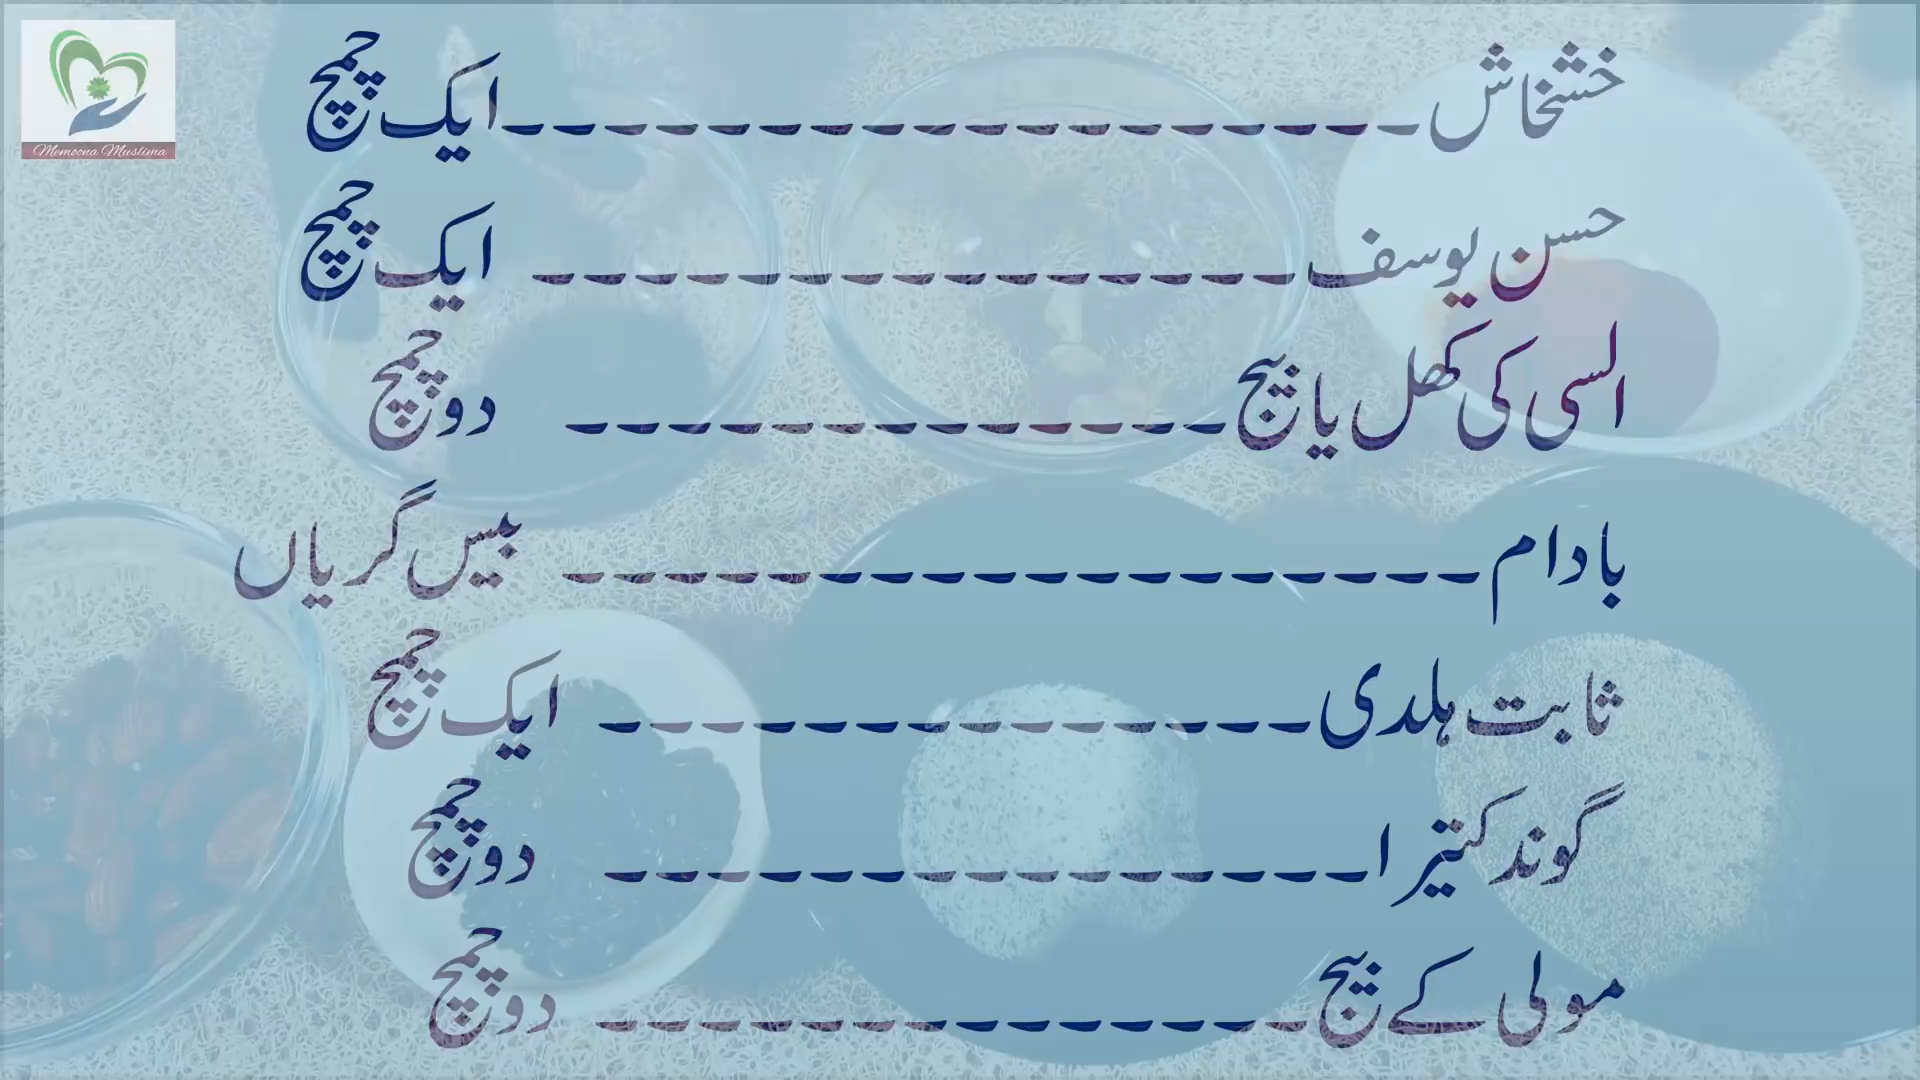 Memoona Muslima
خشخاش------------------ایک چمچ
حسن یوسف--------------- ایک چمچ
السی کی کھل یا بیج------------- دو چمچ
بادام------------------ بیس گریاں
ثابت ہلدی-------------- ایک چمچ
گوند کتیرا--------------- دو چمچ
مولی کے بیج-------------- دو چمچ